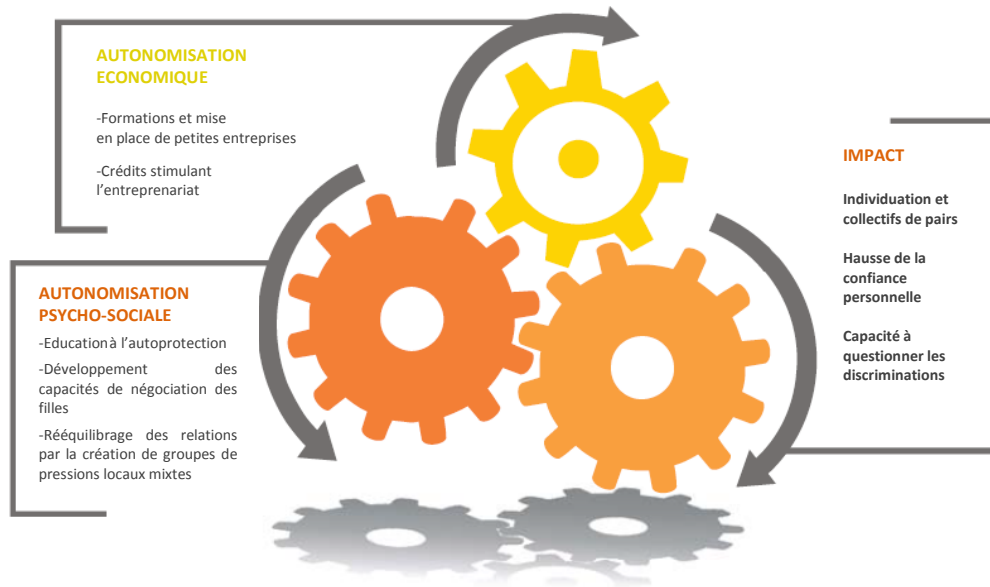 AUTONOMISATION
ECONOMIQUE
-Formations et mise
en place de petites entreprises
-Crédits stimulant
l’entreprenariat
AUTONOMISATION
PSYCHO-SOCIALE
-Education à l’autoprotection
-Développement des
capacités de négociation des
filles
-Rééquilibrage des relations
par la création de groupes de
pressions locaux mixtes
IMPACT
Individuation et
collectifs de pairs
Hausse de la
confiance
personnelle
Capacité à
questionner les
discriminations